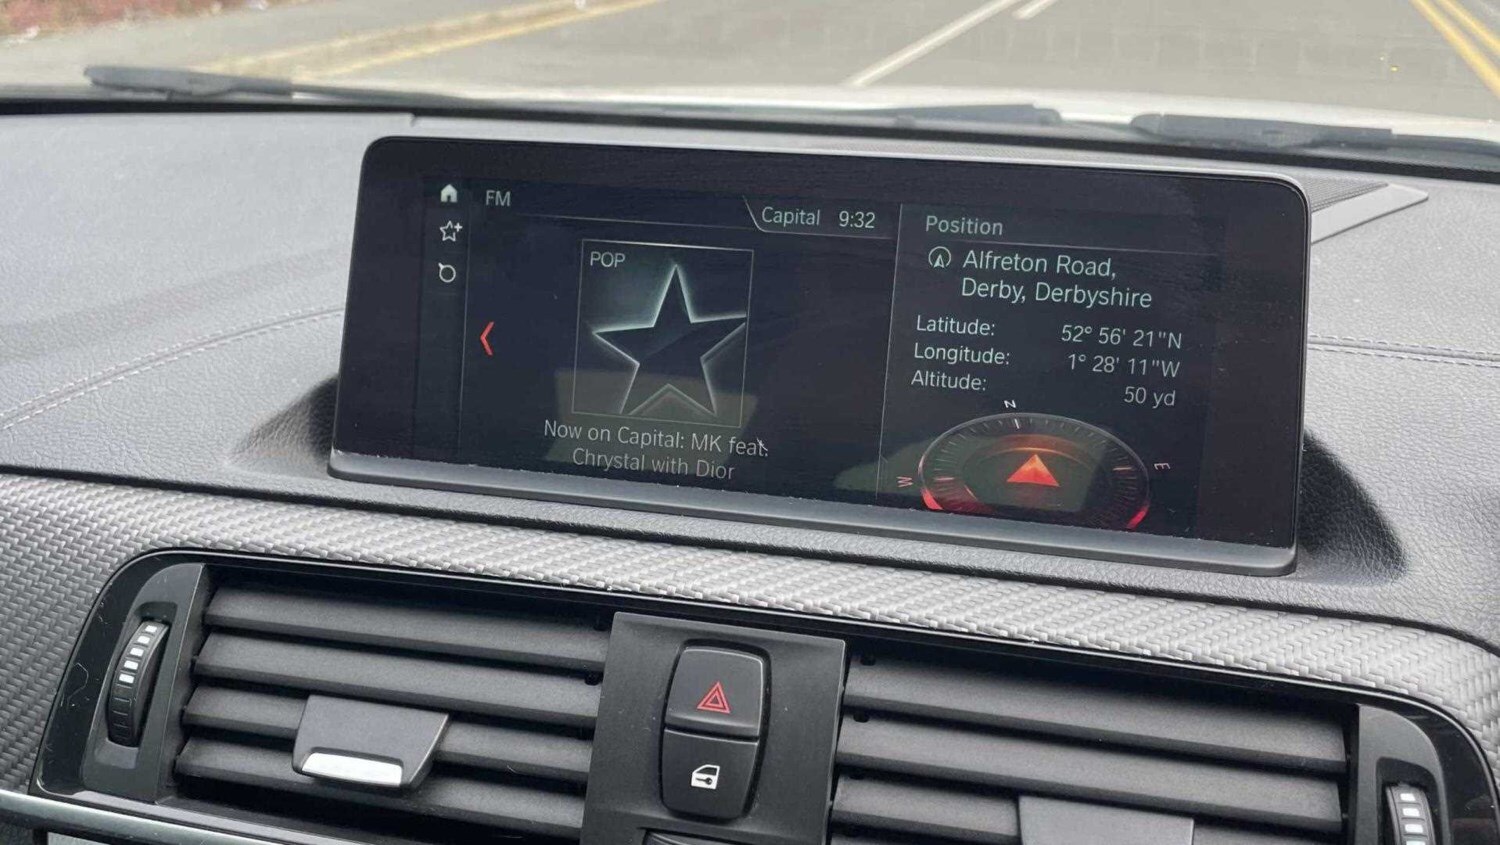 FM
Capital 9:32
POP
Now on Capital: MK feat.
Chrystal with Dior
Position
Alfreton Road,
Derby, Derbyshire
Latitude: 52° 56' 21"N
Longitude: 1° 28' 11"W
Altitude: 50 yd
N
W
E